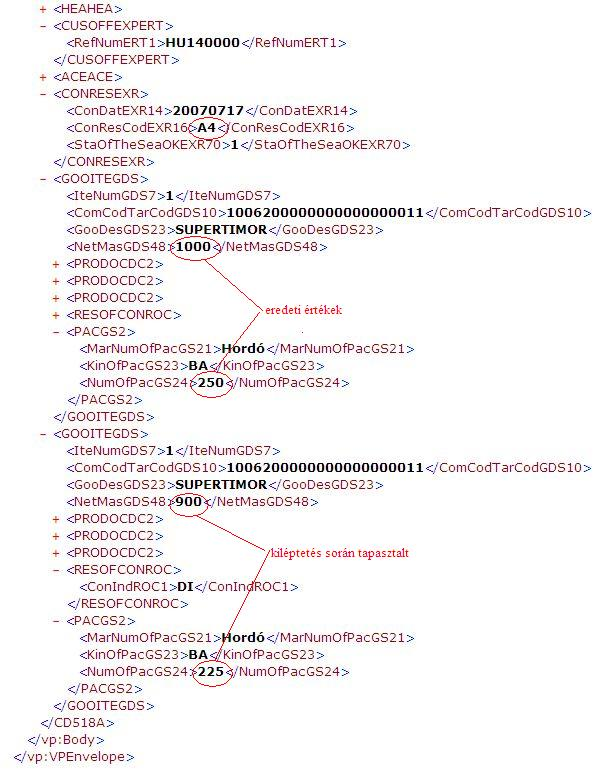 + <HEAHEA>
- <CUSOFFEXPERT>
<RefNumERT1>HU140000</RefNumERT1>
</CUSOFFEXPERT>
+ <ACEACE>
- <CONRESEXR>
<ConDatEXR14>20070717</ConDatEXR14>
<ConResCodEXR16>A4</ConResCodEXR16>
<StaOfTheSeaOKEXR70>1</StaOfTheSeaOKEXR70>
</CONRESEXR>
- <GOOITEGDS>
<IteNumGDS7>1</IteNumGDS7>
<ComCodTarCodGDS10>1006200000000000000011</ComCodTarCodGDS10>
<GooDesGDS23>SUPERTIMOR</GooDesGDS23>
<NetMasGDS48>1000</NetMasGDS48>
+ <PRODOCDC2>
+ <PRODOCDC2>
+ <PRODOCDC2>
eredeti értékek
+ <RESOFCONROC>
- <PACGS2>
<MarNumOfPacGS21>Hordó</MarNumOfPacGS21>
<KinOfPacGS23>BA</KinOfPacGS23>
<NumOfPacGS24>250</NumOfPacGS24>
</PACGS2>
</GOOITEGDS>
- <GOOITEGDS>
<IteNumGDS7>1</IteNumGDS7>
<ComCodTarCodGDS10>1006200000000000000011</ComCodTarCodGDS10>
<GooDesGDS23>SUPERTIMOR</GooDesGDS23>
<NetMasGDS48>900</NetMasGDS48>
+ <PRODOCDC2>
+ <PRODOCDC2>
+ <PRODOCDC2>
kiléptetés során tapasztalt
- <RESOFCONROC>
<ConIndROC1>DI</ConIndROC1>
</RESOFCONROC>
- <PACGS2>
<MarNumOfPacGS21>Hordó</MarNumOfPacGS21>
<KinOfPacGS23>BA</KinOfPacGS23>
<NumOfPacGS24>225</NumOfPacGS24>
</PACGS2>
</GOOITEGDS>
</CD518A>
</vp:Body>
</vp:VPEnvelope>